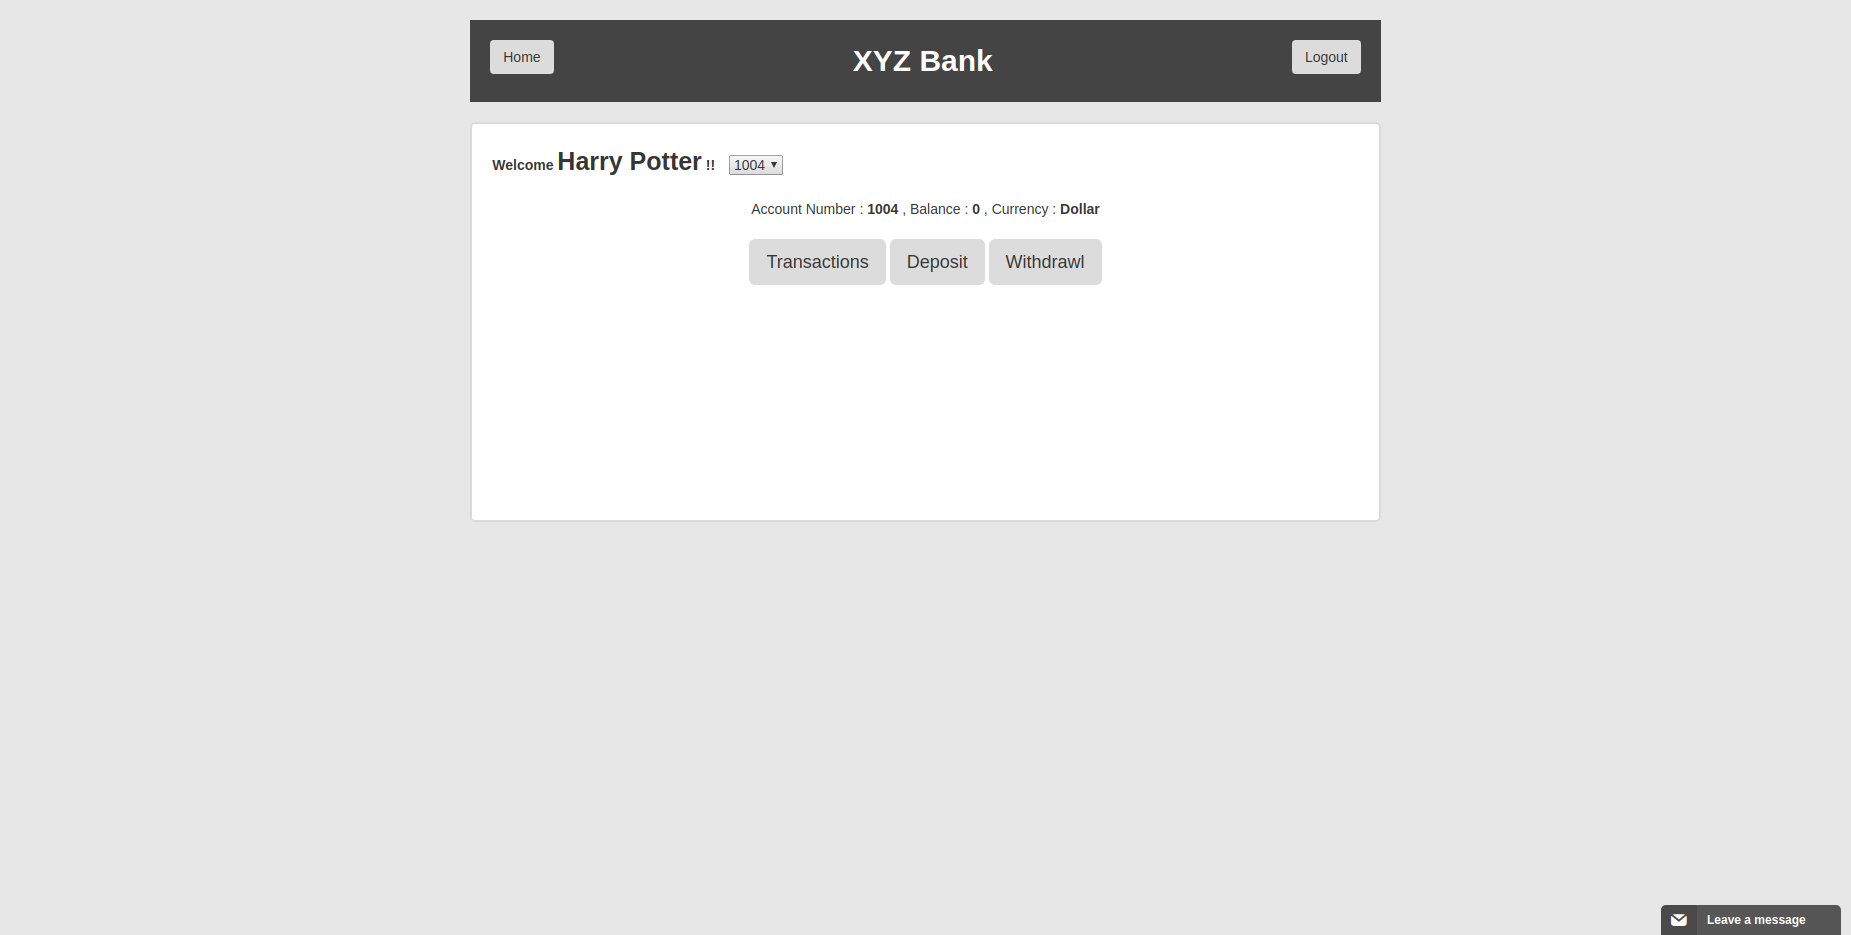 Home XYZ Bank Logout
Welcome Harry Potter !! 1004
Account Number : 1004 , Balance : 0 , Currency : Dollar
Transactions Deposit Withdrawl
Leave a message